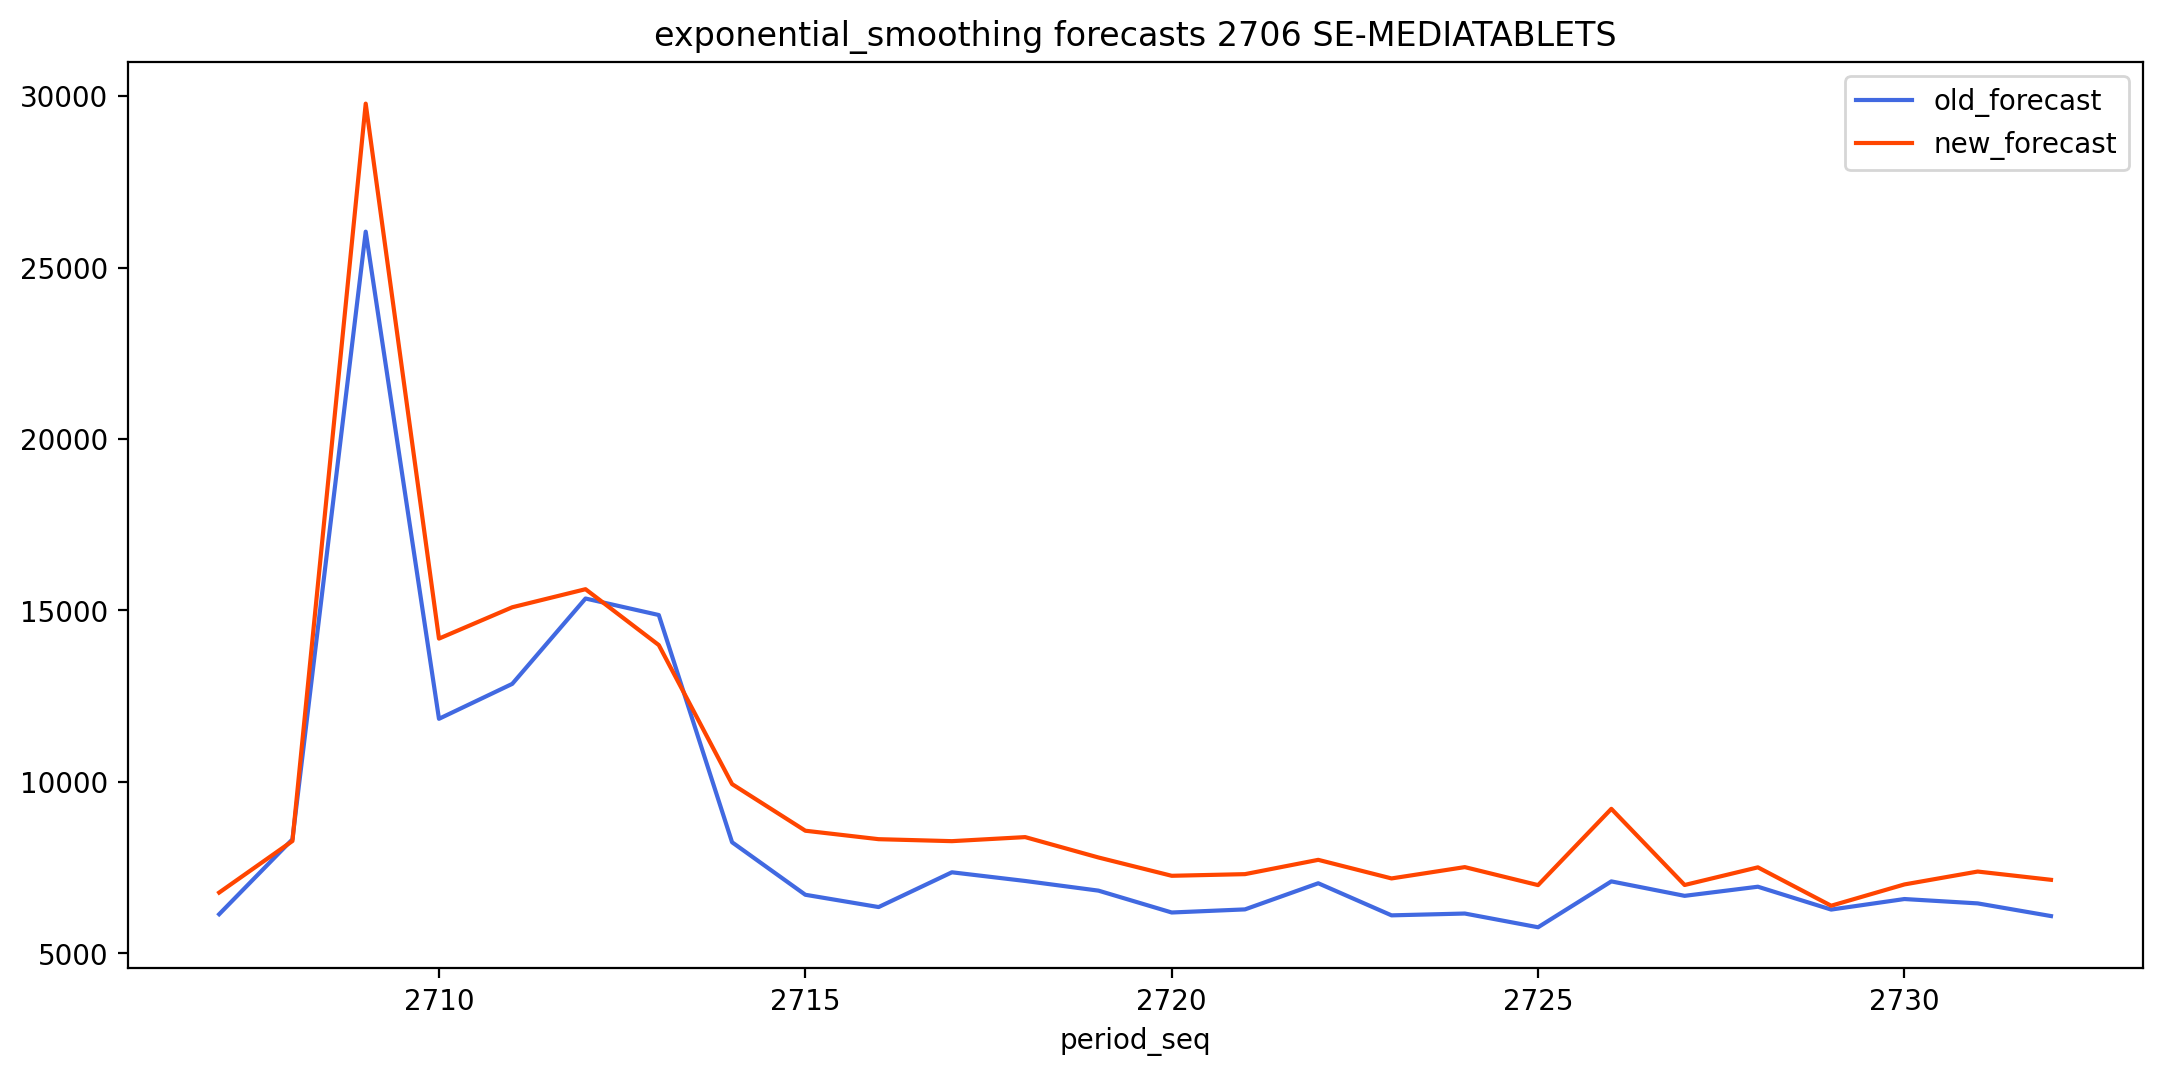 exponential_smoothing forecasts 2706 SE-MEDIATABLETS
old_forecast
new_forecast
30000
25000
20000
15000
10000
5000
2710 2715 2720 2725 2730
period_seq